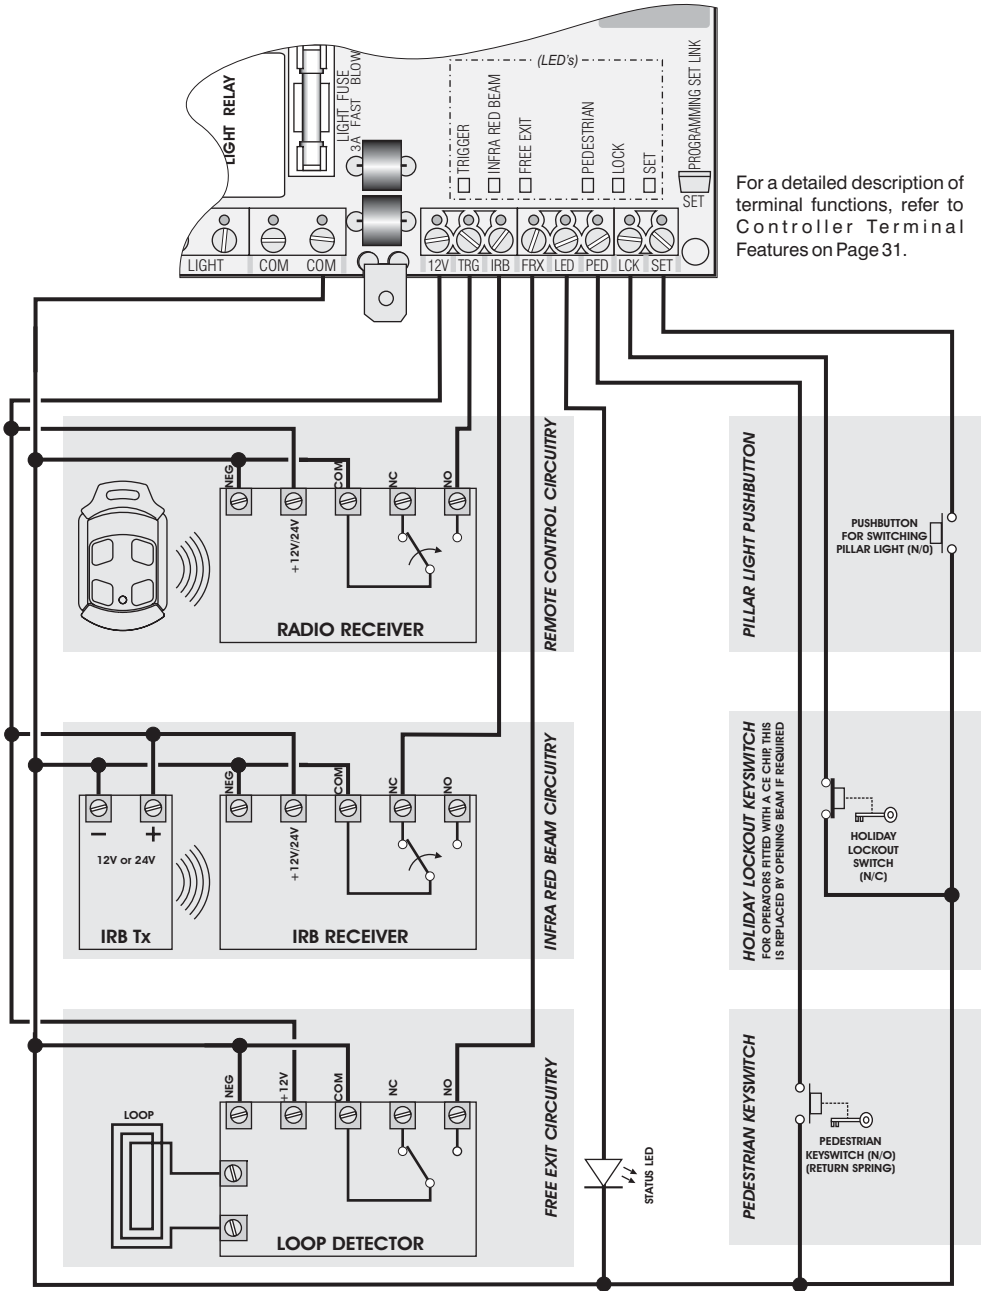 (LED's)
LIGHT RELAY
LIGHT FUSE
3A FAST BLOW
TRIGGER
INFRA RED BEAM
FREE EXIT
PEDESTRIAN
LOCK
SET
PROGRAMMING SET LINK
SET
LIGHT
COM
COM
12V
TRG
IRB
FRX
LED
PED
LCK
SET
For a detailed description of
terminal functions, refer to
Controller Terminal
Features on Page 31.
NEG
+12V/24V
COM
NC
NO
RADIO RECEIVER
REMOTE CONTROL CIRCUITRY
PILLAR LIGHT PUSHBUTTON
PUSHBUTTON
FOR SWITCHING
PILLAR LIGHT (N/0)
– +
12V or 24V
IRB Tx
NEG
+12V/24V
COM
NC
NO
IRB RECEIVER
INFRA RED BEAM CIRCUITRY
HOLIDAY LOCKOUT KEYSWITCH
FOR OPERATORS FITTED WITH A CE CHIP, THIS
IS REPLACED BY OPENING BEAM IF REQUIRED
HOLIDAY
LOCKOUT
SWITCH
(N/C)
LOOP
NEG
+12V
COM
NC
NO
LOOP DETECTOR
FREE EXIT CIRCUITRY
STATUS LED
PEDESTRIAN KEYSWITCH
PEDESTRIAN
KEYSWITCH (N/O)
(RETURN SPRING)